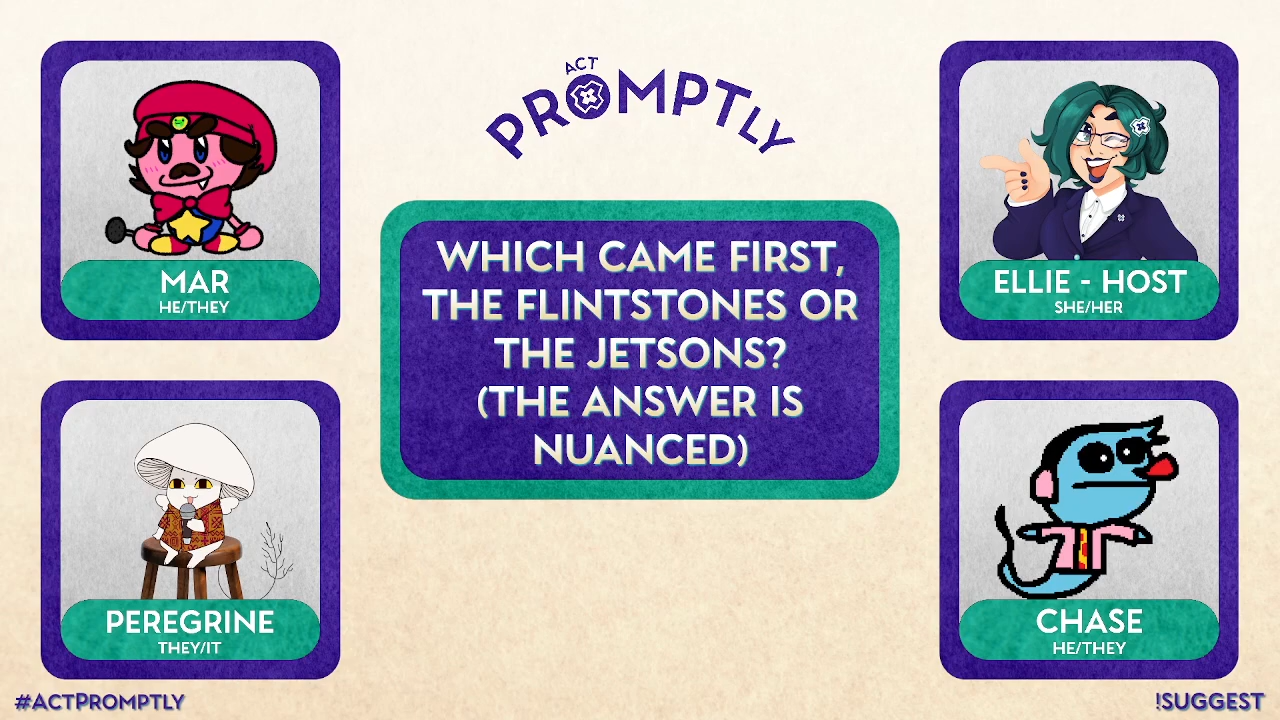 ACT
PROMPTLY
MAR
HE/THEY
WHICH CAME FIRST,
THE FLINTSTONES OR
THE JETSONS?
(THE ANSWER IS
NUANCED)
ELLIE - HOST
SHE/HER
PEREGRINE
THEY/IT
CHASE
HE/THEY
#ACTPROMPTLY
!SUGGEST